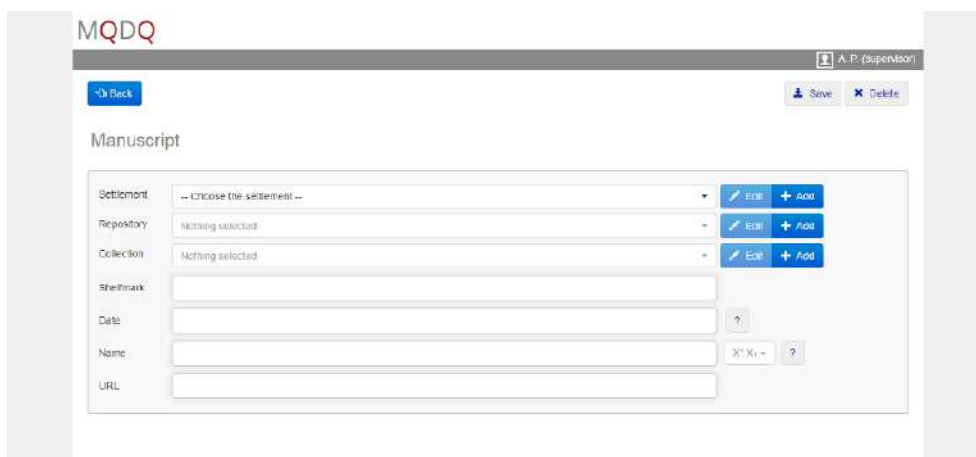 MQDQ
A. P. (supervisor)
Back
Save Delete
Manuscript
Settlement -- Choose the settlement -- Edit + Add
Repository Nothing selected Edit + Add
Collection Nothing selected Edit + Add
Shelfmark
Date ?
Name ?
URL